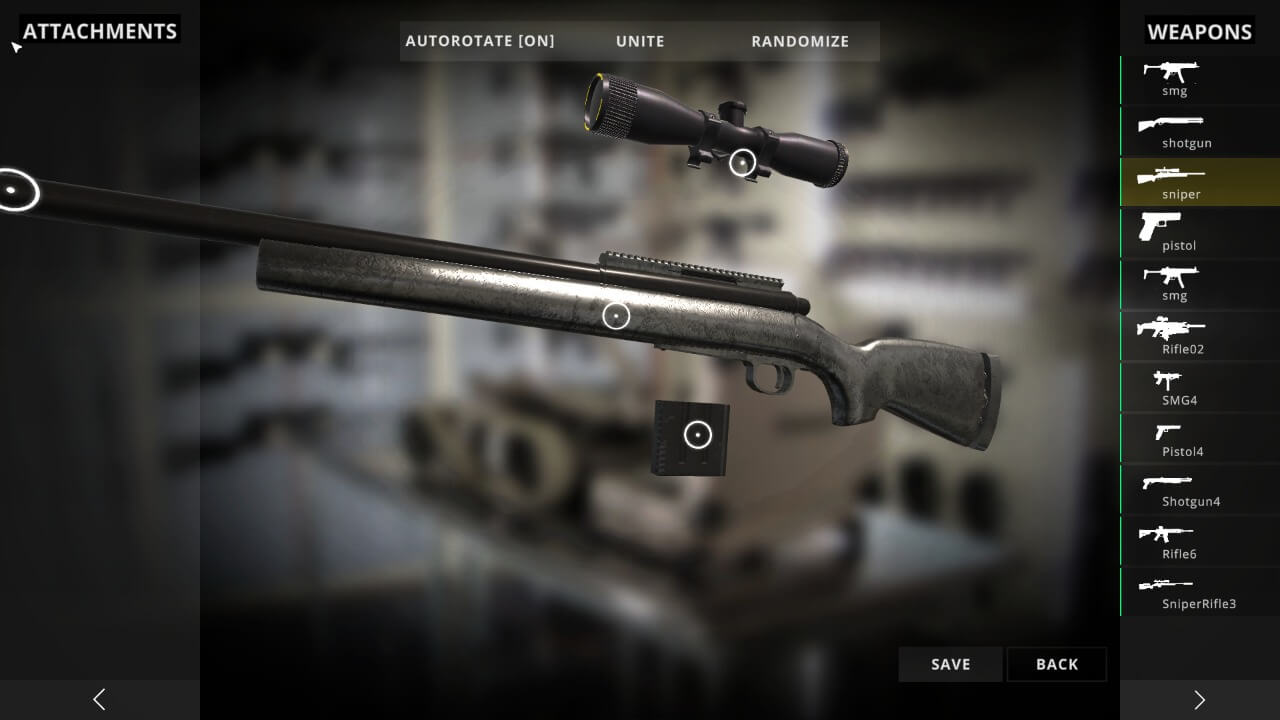 ATTACHMENTS
AUTOROTATE [ON]
UNITE
RANDOMIZE
WEAPONS
smg
shotgun
sniper
pistol
smg
Rifle02
SMG4
Pistol4
Shotgun4
Rifle6
SniperRifle3
SAVE
BACK